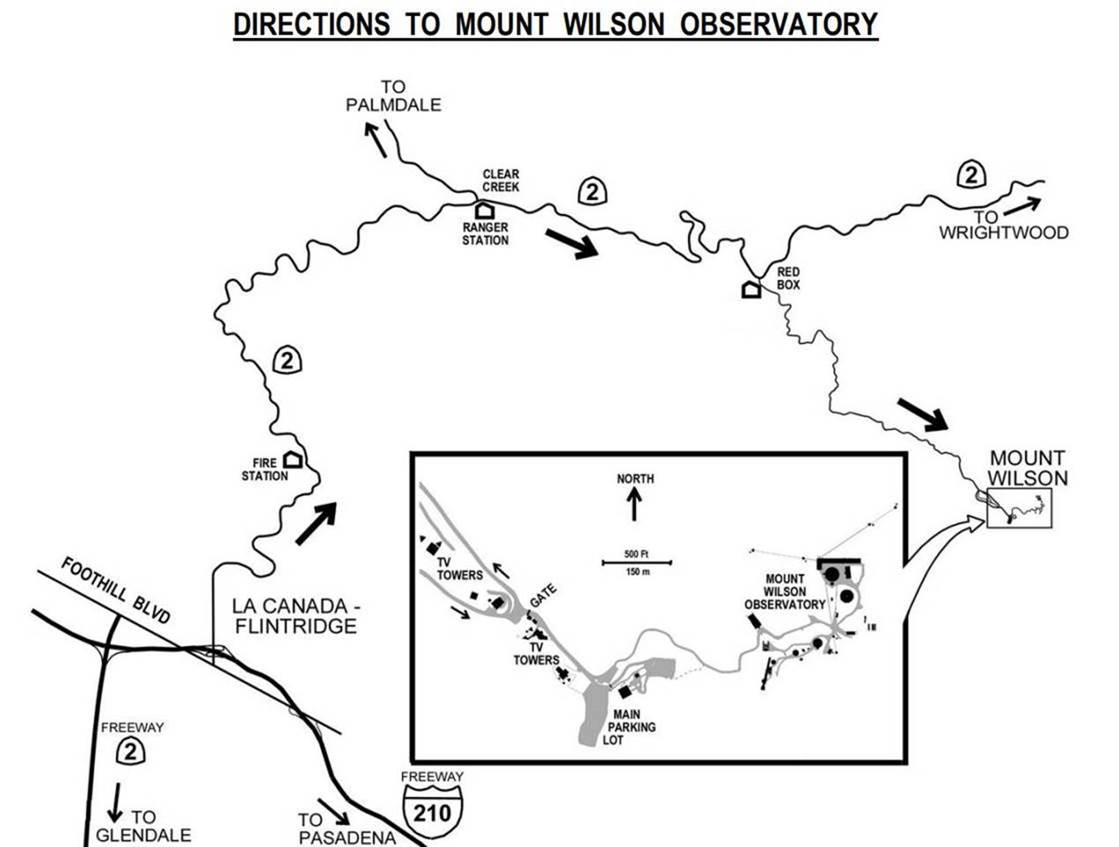 DIRECTIONS TO MOUNT WILSON OBSERVATORY
TO
PALMDALE
CLEAR
CREEK
2
2
RANGER
STATION
TO
WRIGHTWOOD
RED
BOX
2
FIRE
STATION
MOUNT
WILSON
NORTH
500 Ft
150 m
TV
TOWERS
GATE
MOUNT
WILSON
OBSERVATORY
TV
TOWERS
MAIN
PARKING
LOT
FOOTHILL BLVD
LA CANADA -
FLINTRIDGE
FREEWAY
2
TO
GLENDALE
TO
PASADENA
FREEWAY
210